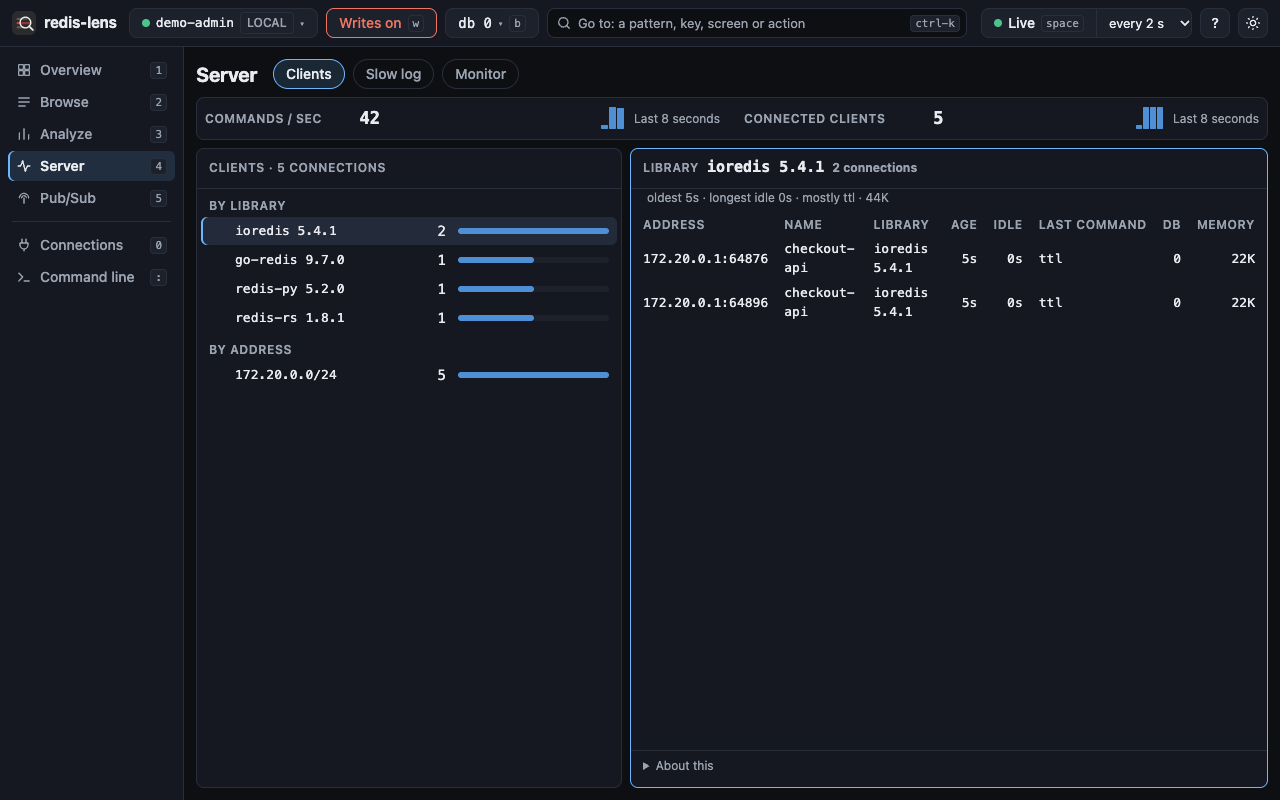 redis-lens
demo-admin LOCAL
Writes on w
db 0 b
Go to: a pattern, key, screen or action ctrl-k
Live space
every 2 s
?
Overview 1
Browse 2
Analyze 3
Server 4
Pub/Sub 5
Connections 0
Command line :
Server
Clients
Slow log
Monitor
COMMANDS / SEC 42 Last 8 seconds
CONNECTED CLIENTS 5 Last 8 seconds
CLIENTS · 5 CONNECTIONS
BY LIBRARY
ioredis 5.4.1 2
go-redis 9.7.0 1
redis-py 5.2.0 1
redis-rs 1.8.1 1
BY ADDRESS
172.20.0.0/24 5
LIBRARY ioredis 5.4.1 2 connections
oldest 5s · longest idle 0s · mostly ttl · 44K
ADDRESS NAME LIBRARY AGE IDLE LAST COMMAND DB MEMORY
172.20.0.1:64876 checkout-api ioredis 5.4.1 5s 0s ttl 0 22K
172.20.0.1:64896 checkout-api ioredis 5.4.1 5s 0s ttl 0 22K
About this